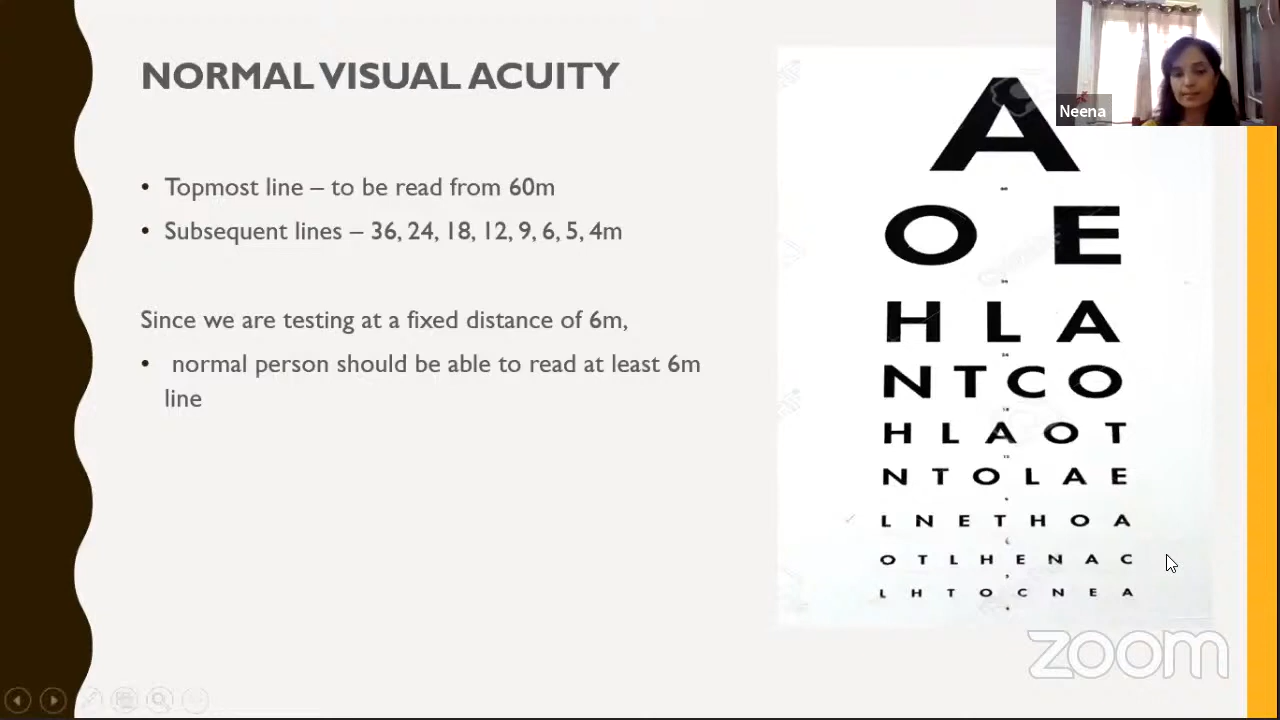 NORMAL VISUAL ACUITY
• Topmost line – to be read from 60m
• Subsequent lines – 36, 24, 18, 12, 9, 6, 5, 4m
Since we are testing at a fixed distance of 6m,
• normal person should be able to read at least 6m
line
Neena
A
O E
H L A
N T C O
H L A O T
N T O L A E
L N E T H O A
O T L H E N A C
L H T O C N E A
zoom